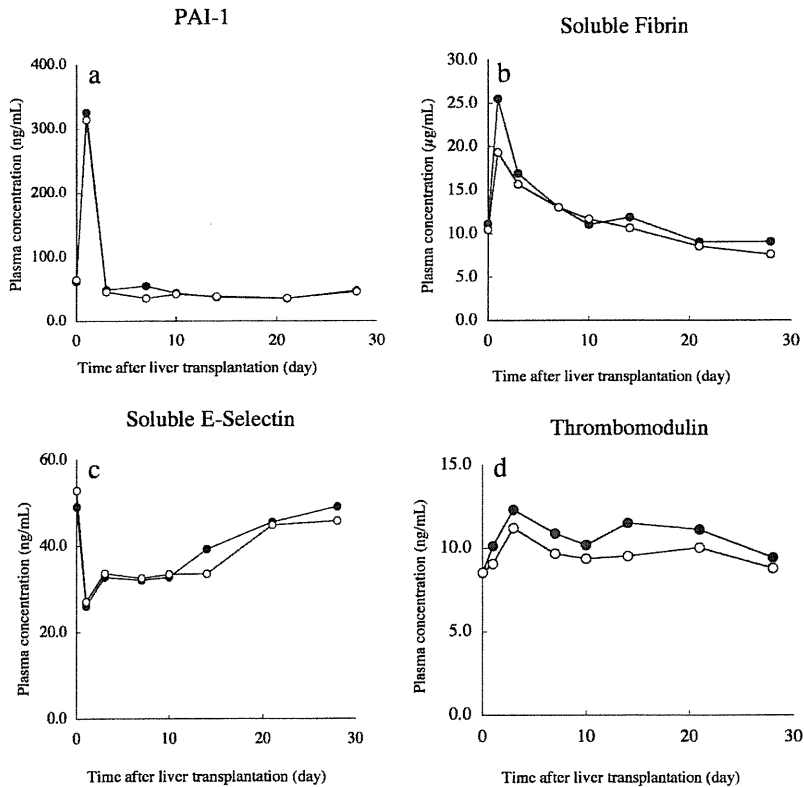 PAI-1
a
Plasma concentration (ng/mL)
400.0
300.0
200.0
100.0
0.0
0 10 20 30
Time after liver transplantation (day)
Soluble Fibrin
b
Plasma concentration (µg/mL)
30.0
25.0
20.0
15.0
10.0
5.0
0.0
0 10 20 30
Time after liver transplantation (day)
Soluble E-Selectin
c
Plasma concentration (ng/mL)
60.0
40.0
20.0
0.0
0 10 20 30
Time after liver transplantation (day)
Thrombomodulin
d
Plasma concentration (ng/mL)
15.0
10.0
5.0
0.0
0 10 20 30
Time after liver transplantation (day)